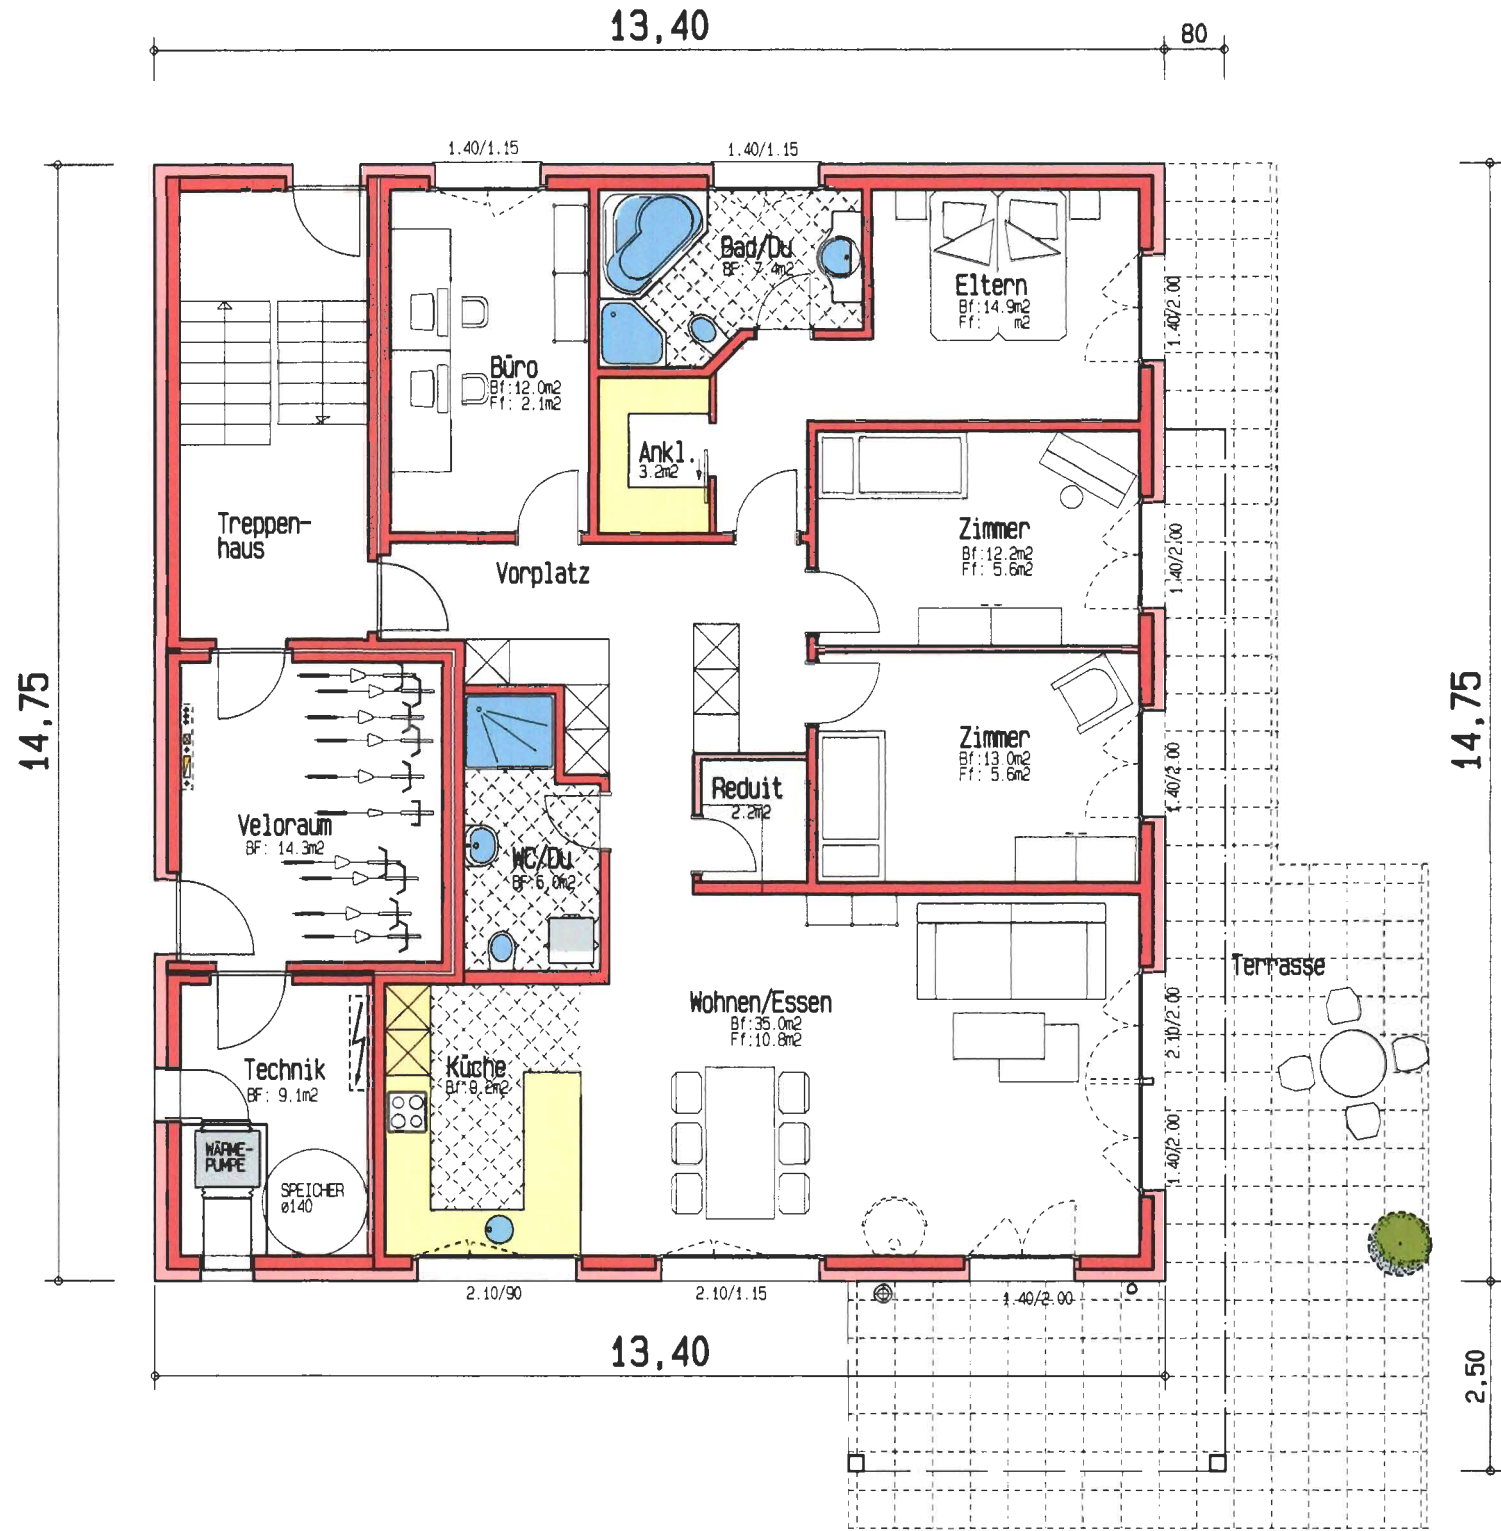 13,40
80
1.40/1.15
1.40/1.15
Bad/Du
BF: 7.4m2
Eltern
Bf:14.9m2
Ff: m2
1.40/2.00
Büro
Bf:12.0m2
Ff: 2.1m2
Ankl.
3.2m2
Treppen-
haus
Zimmer
Bf:12.2m2
Ff: 5.6m2
1.40/2.00
Vorplatz
14,75
14,75
Zimmer
Bf:13.0m2
Ff: 5.6m2
1.40/2.00
Reduit
2.2m2
Veloraum
BF: 14.3m2
WC/Du
BF:6.0m2
Terrasse
Wohnen/Essen
Bf:35.0m2
Ff:10.8m2
2.10/2.00
Technik
BF: 9.1m2
Küche
Bf:9.2m2
WÄRME-
PUMPE
1.40/2.00
SPEICHER
ø140
2.10/90
2.10/1.15
1.40/2.00
13,40
2,50